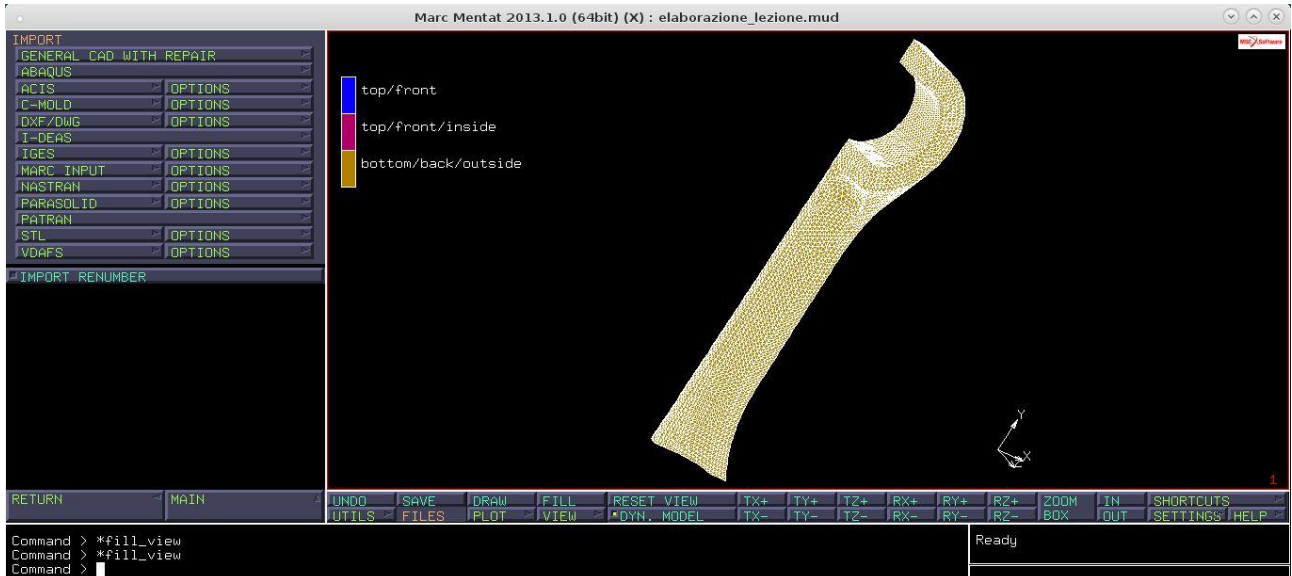 Marc Mentat 2013.1.0 (64bit) (X) : elaborazione_lezione.mud
IMPORT
GENERAL CAD WITH REPAIR
ABAQUS
ACIS OPTIONS
C-MOLD OPTIONS
DXF/DWG OPTIONS
I-DEAS
IGES OPTIONS
MARC INPUT OPTIONS
NASTRAN OPTIONS
PARASOLID OPTIONS
PATRAN
STL OPTIONS
VDAFS OPTIONS
IMPORT RENUMBER
top/front
top/front/inside
bottom/back/outside
MSC Software
Y
X
Z
1
RETURN MAIN
UNDO SAVE DRAW FILL RESET VIEW TX+ TY+ TZ+ RX+ RY+ RZ+ ZOOM IN SHORTCUTS
UTILS FILES PLOT VIEW DYN. MODEL TX- TY- TZ- RX- RY- RZ- BOX OUT SETTINGS HELP
Command > *fill_view
Command > *fill_view
Command >
Ready